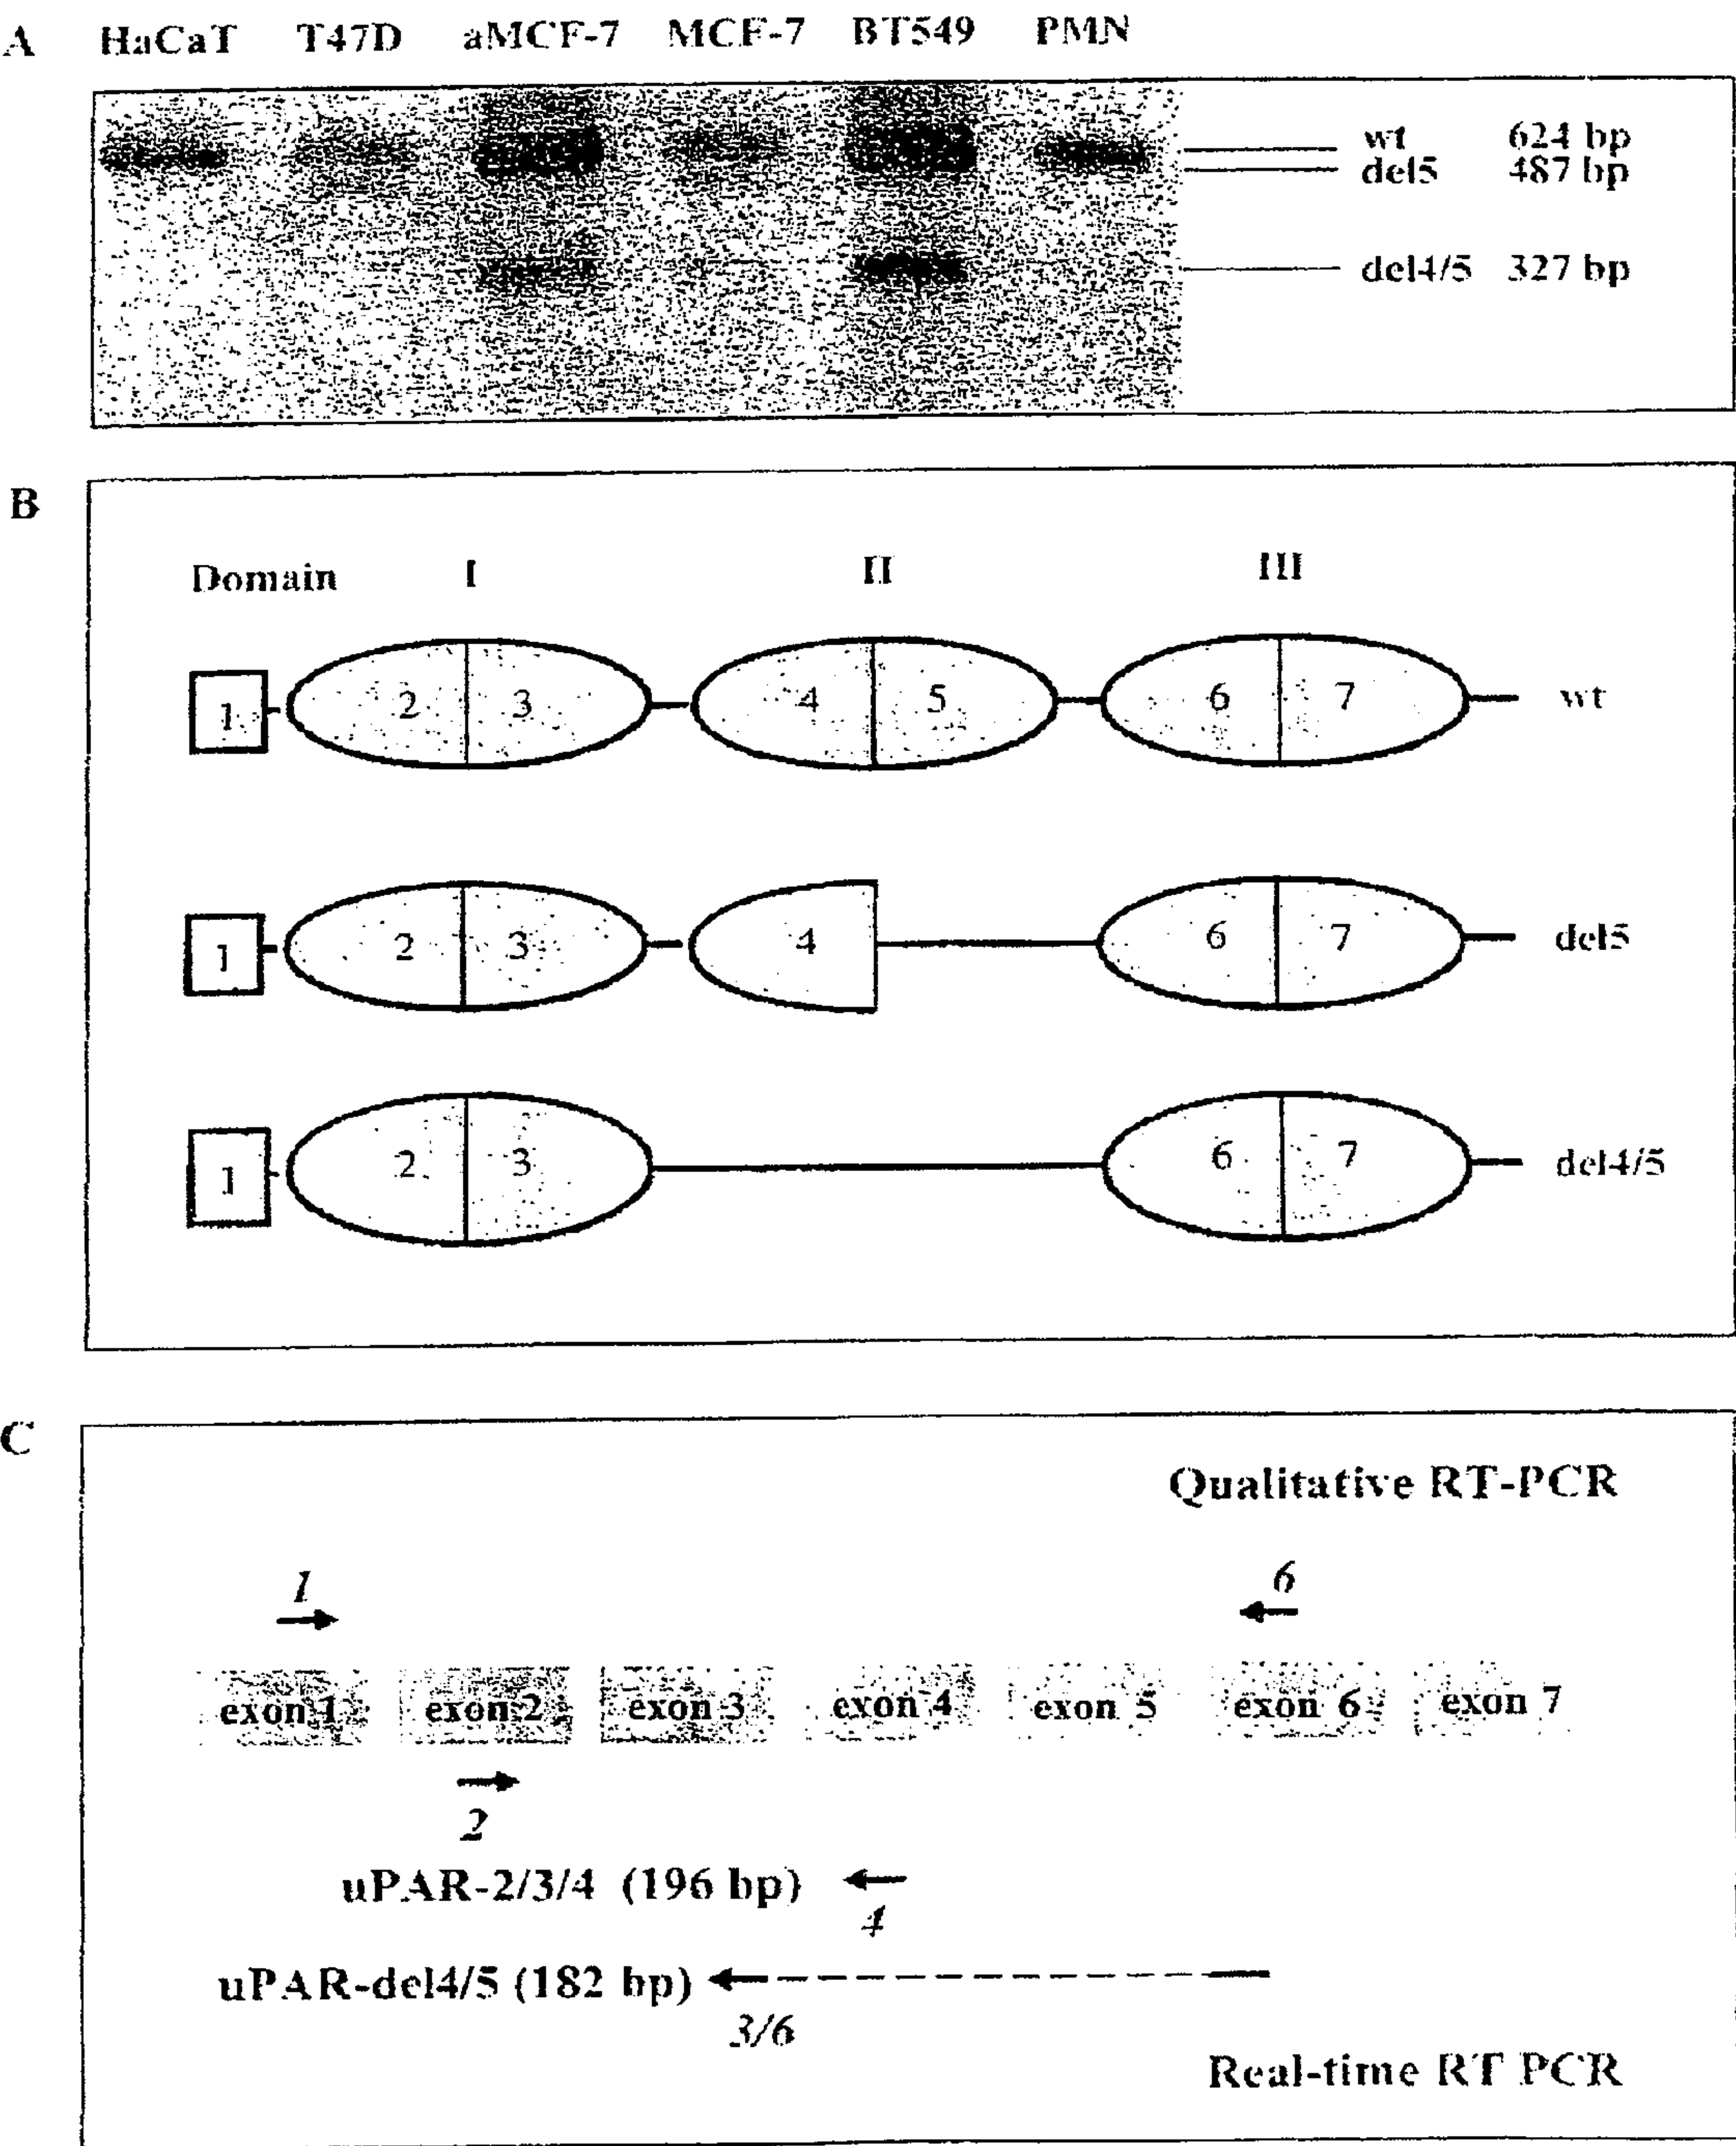 A HaCaT T47D aMCF-7 MCF-7 BT549 PMN
wt 624 bp
del5 487 bp
del4/5 327 bp
B
Domain I II III
1 2 3 4 5 6 7 wt
1 2 3 4 6 7 del5
1 2 3 6 7 del4/5
C
Qualitative RT-PCR
1 6
exon 1 exon 2 exon 3 exon 4 exon 5 exon 6 exon 7
2
uPAR-2/3/4 (196 bp)
4
uPAR-del4/5 (182 bp)
3/6
Real-time RT PCR